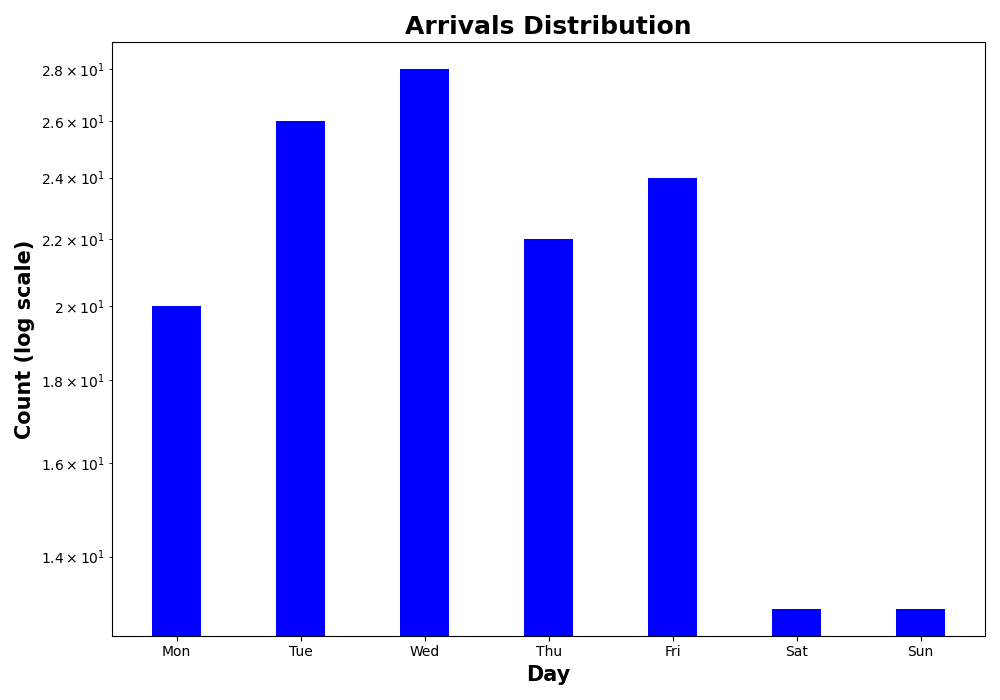 Arrivals Distribution
Count (log scale)
2.8 × 10¹
2.6 × 10¹
2.4 × 10¹
2.2 × 10¹
2 × 10¹
1.8 × 10¹
1.6 × 10¹
1.4 × 10¹
Mon Tue Wed Thu Fri Sat Sun
Day